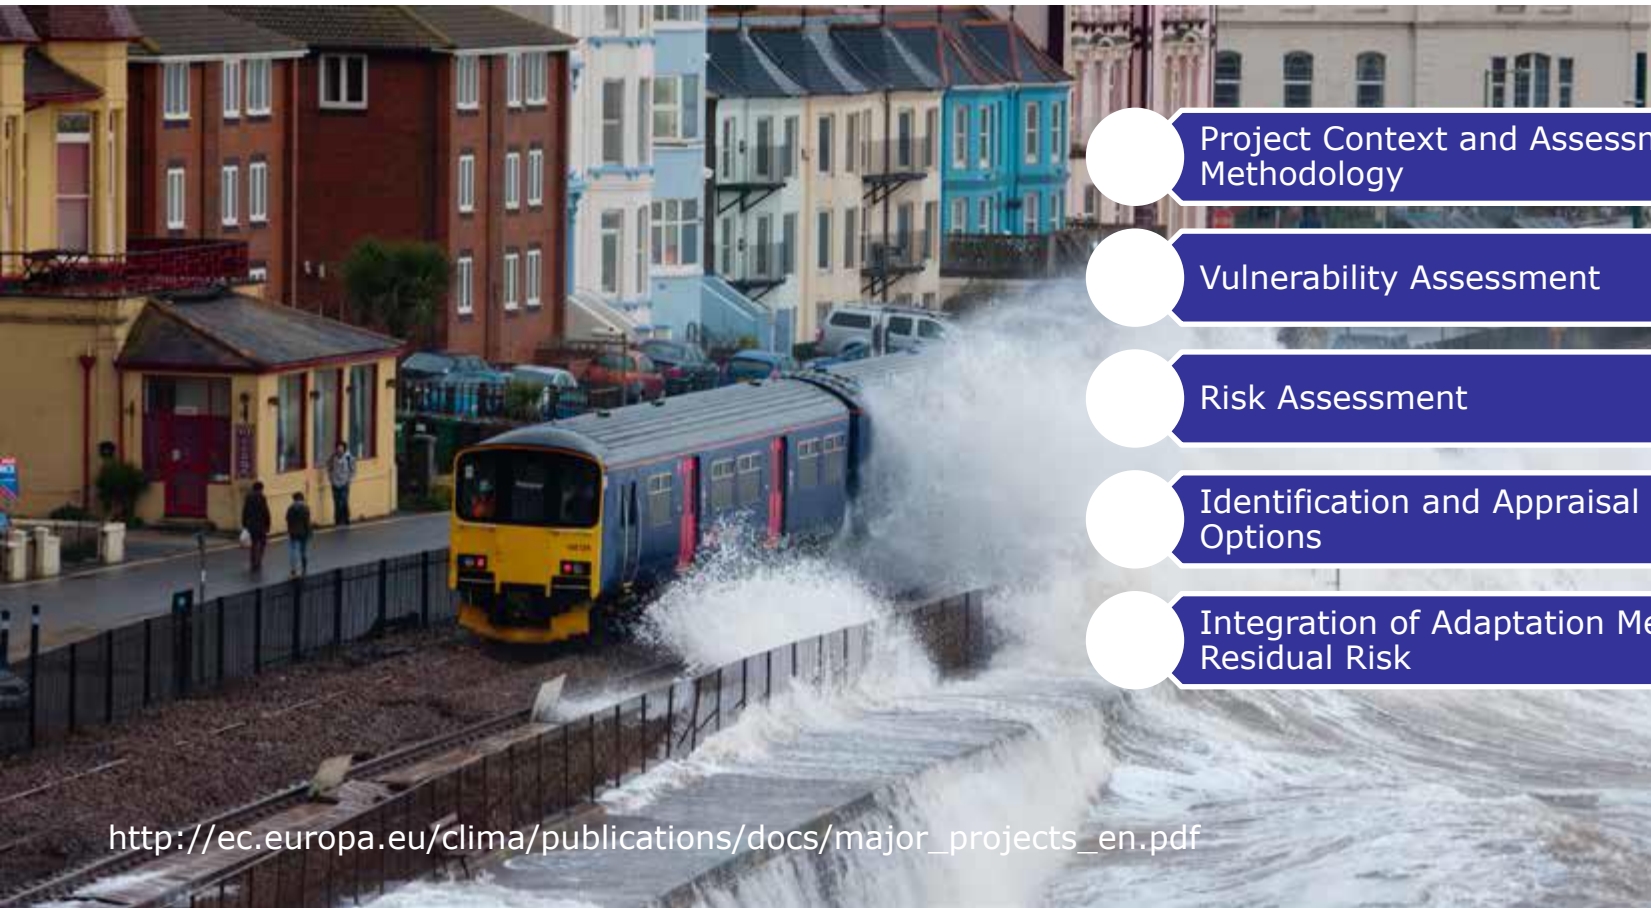 Project Context and Assessm
Methodology
Vulnerability Assessment
Risk Assessment
Identification and Appraisal
Options
Integration of Adaptation Me
Residual Risk
http://ec.europa.eu/clima/publications/docs/major_projects_en.pdf